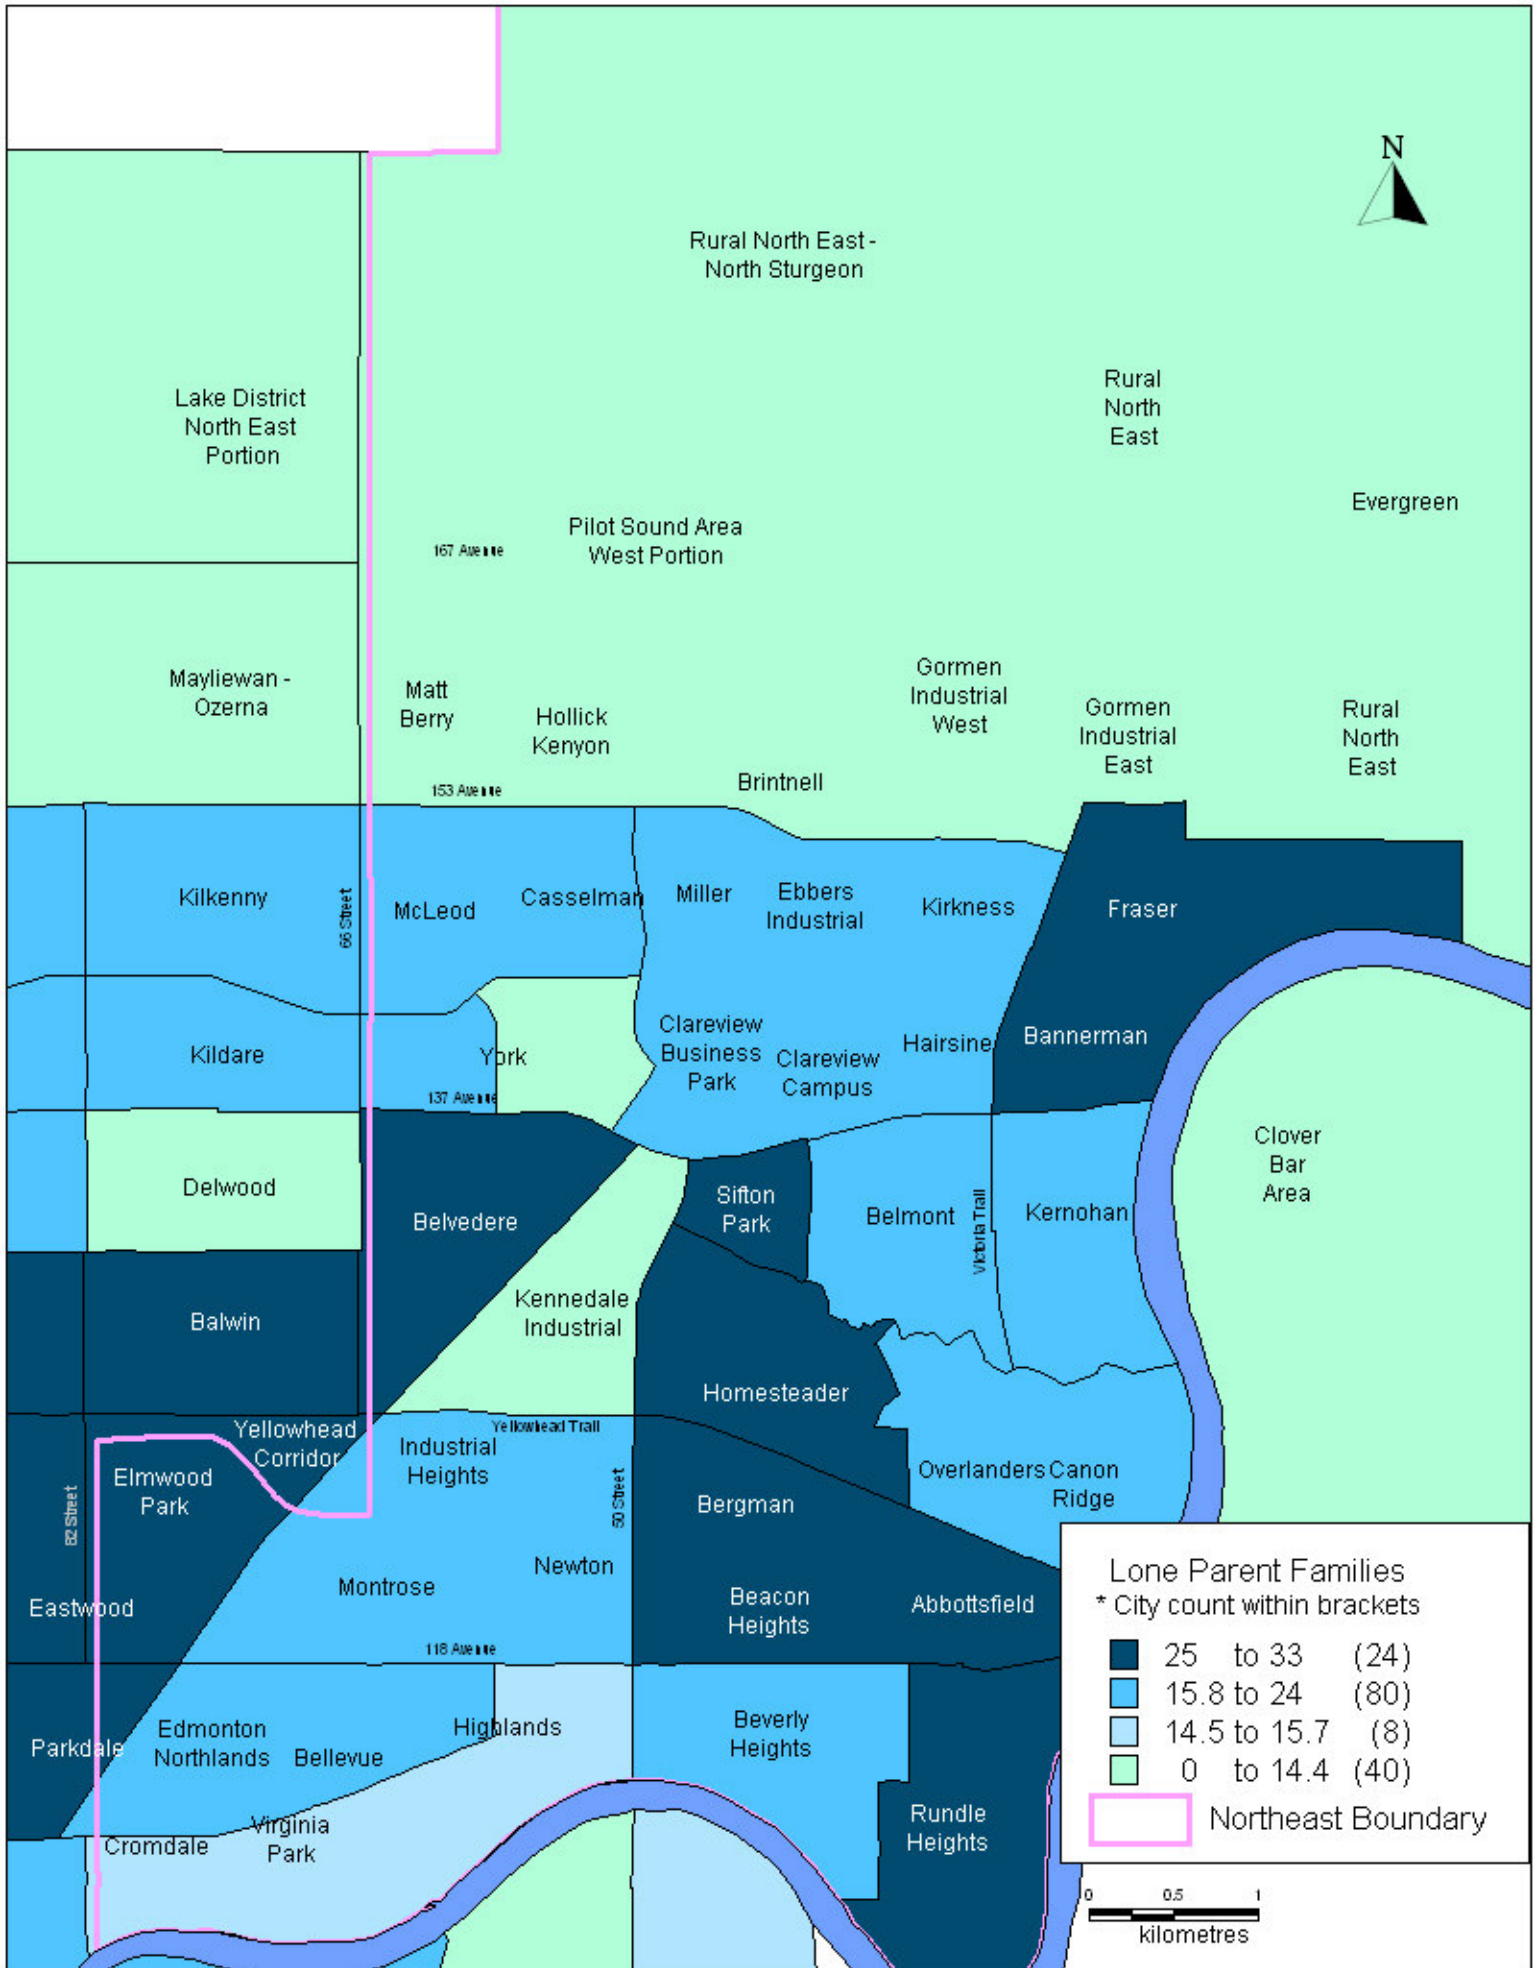 N
Rural North East -
North Sturgeon
Lake District
North East
Portion
Rural
North
East
Evergreen
Pilot Sound Area
West Portion
167 Avenue
Mayliewan -
Ozerna
Matt
Berry
Hollick
Kenyon
Gormen
Industrial
West
Gormen
Industrial
East
Rural
North
East
Brintnell
153 Avenue
Kilkenny
66 Street
McLeod
Casselman
Miller
Ebbers
Industrial
Kirkness
Fraser
Kildare
York
Clareview
Business
Park
Clareview
Campus
Hairsine
Bannerman
137 Avenue
Delwood
Belvedere
Sifton
Park
Belmont
Victoria Trail
Kernohan
Clover
Bar
Area
Balwin
Kennedale
Industrial
Homesteader
Yellowhead
Corridor
Yellowhead Trail
Industrial
Heights
Elmwood
Park
82 Street
50 Street
Bergman
Overlanders
Canon
Ridge
Eastwood
Montrose
Newton
Beacon
Heights
Abbottsfield
118 Avenue
Parkdale
Edmonton
Northlands
Bellevue
Highlands
Beverly
Heights
Rundle
Heights
Cromdale
Virginia
Park
Lone Parent Families
* City count within brackets
25 to 33 (24)
15.8 to 24 (80)
14.5 to 15.7 (8)
0 to 14.4 (40)
Northeast Boundary
0 0.5 1
kilometres